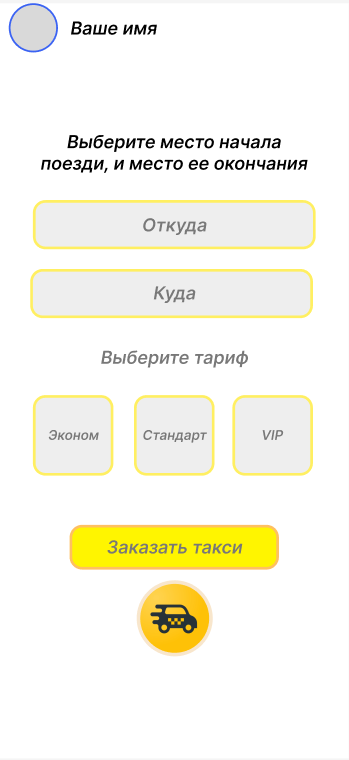 Ваше имя
Выберите место начала
поезди, и место ее окончания
Откуда
Куда
Выберите тариф
Эконом
Стандарт
VIP
Заказать такси